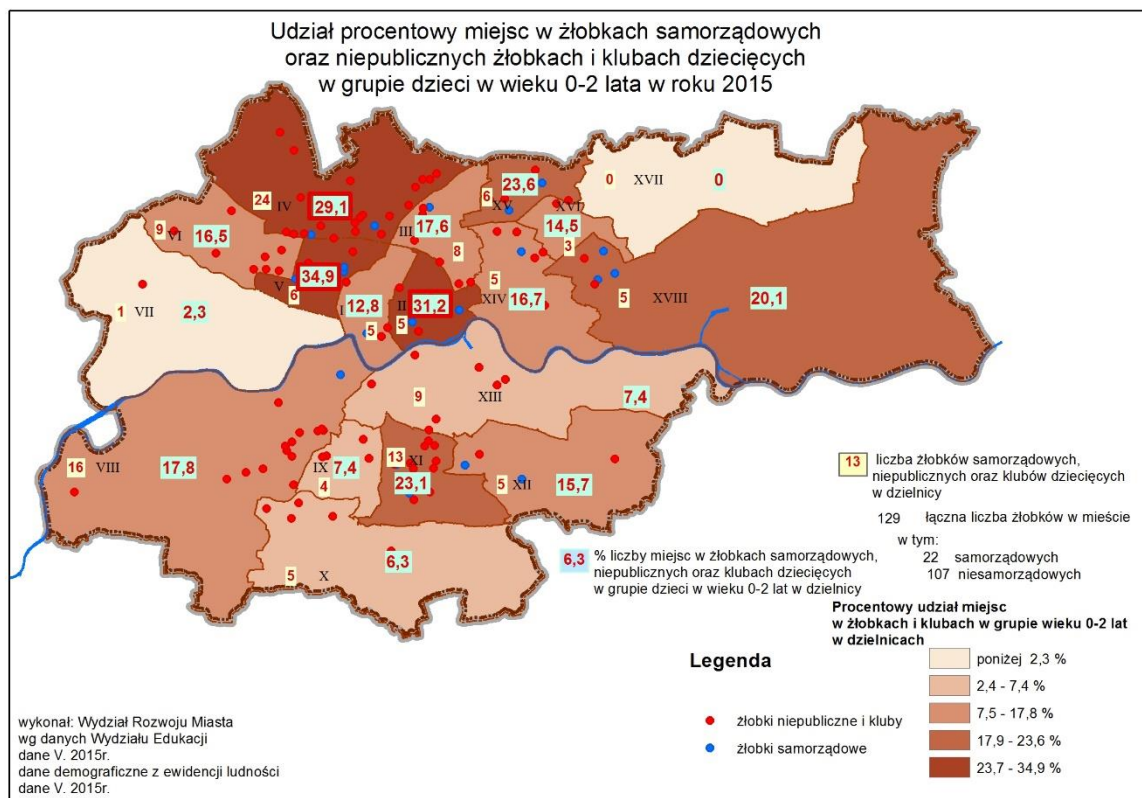 Udział procentowy miejsc w żłobkach samorządowych
oraz niepublicznych żłobkach i klubach dziecięcych
w grupie dzieci w wieku 0-2 lata w roku 2015
0 XVII 0
6 XV 23,6
24 IV 29,1
XVI
9 VI 16,5
III 17,6
14,5
3
8
V 34,9
6
5
XIV 16,7
5 XVIII 20,1
1 VII 2,3
I 12,8
5
II 31,2
5
9 XIII 7,4
16 VIII 17,8
IX 7,4
4
13 XI
23,1
5 XII 15,7
6,3
5 X
13 liczba żłobków samorządowych,
niepublicznych oraz klubów dziecięcych
w dzielnicy
129 łączna liczba żłobków w mieście
w tym:
22 samorządowych
107 niesamorządowych
6,3 % liczby miejsc w żłobkach samorządowych,
niepublicznych oraz klubach dziecięcych
w grupie dzieci w wieku 0-2 lat w dzielnicy
Procentowy udział miejsc
w żłobkach i klubach w grupie wieku 0-2 lat
w dzielnicach
poniżej 2,3 %
2,4 - 7,4 %
7,5 - 17,8 %
17,9 - 23,6 %
23,7 - 34,9 %
Legenda
żłobki niepubliczne i kluby
żłobki samorządowe
wykonał: Wydział Rozwoju Miasta
wg danych Wydziału Edukacji
dane V. 2015r.
dane demograficzne z ewidencji ludności
dane V. 2015r.